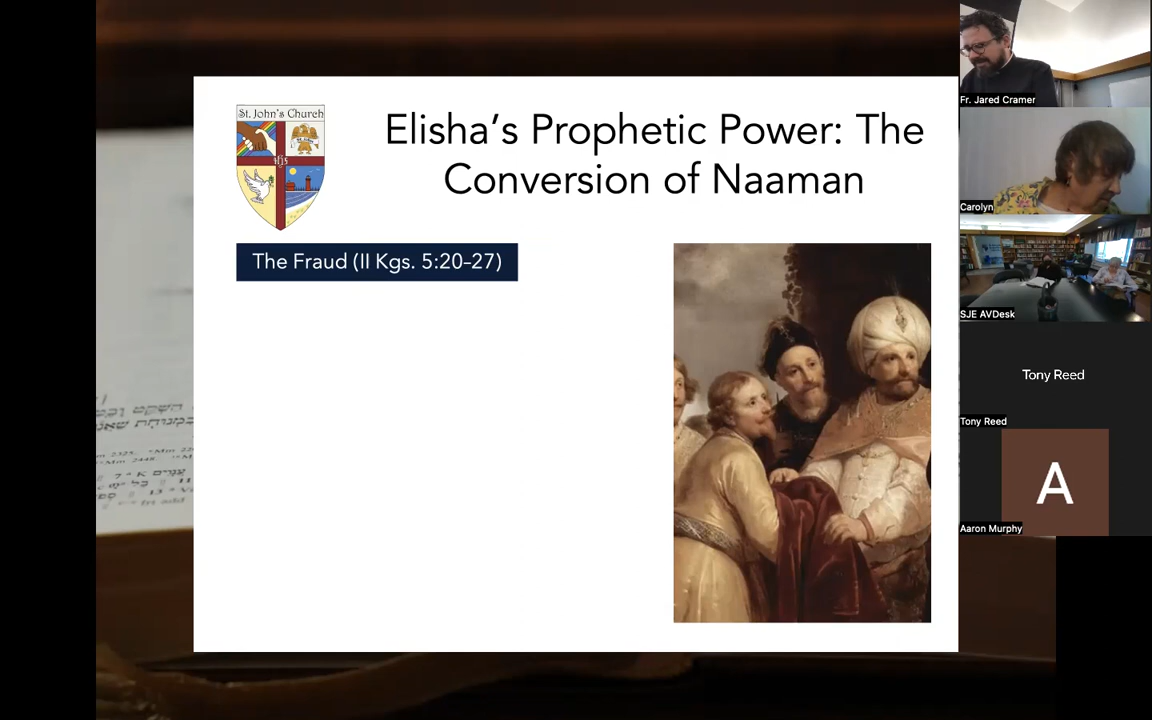 St. John's Church
Elisha's Prophetic Power: The
Conversion of Naaman
The Fraud (II Kgs. 5:20–27)
Fr. Jared Cramer
Carolyn
SJE AVDesk
Tony Reed
Tony Reed
A
Aaron Murphy